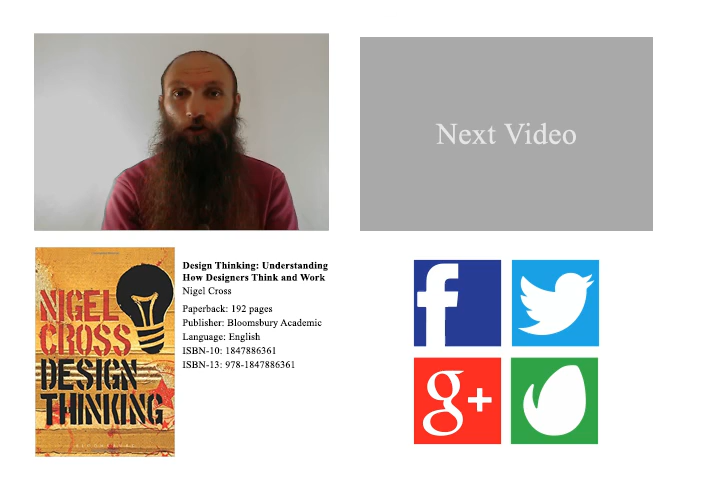 Next Video
NIGEL
CROSS
DESIGN
THINKING
Design Thinking: Understanding
How Designers Think and Work
Nigel Cross
Paperback: 192 pages
Publisher: Bloomsbury Academic
Language: English
ISBN-10: 1847886361
ISBN-13: 978-1847886361
f
g+